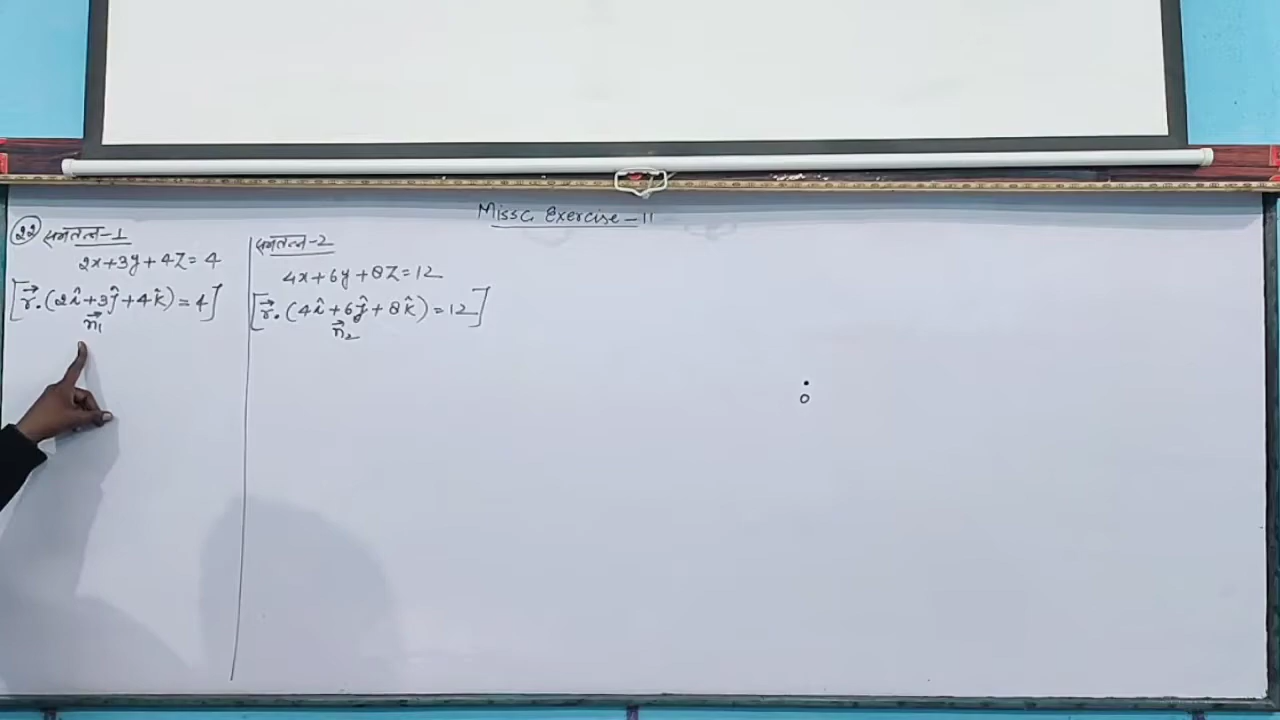 Missc Exercise-11
22 समतल-1
2x+3y+4z=4
[r⃗.(2î+3ĵ+4k̂)=4]
n⃗₁
समतल-2
4x+6y+8z=12
[r⃗.(4î+6ĵ+8k̂)=12]
n⃗₂
O